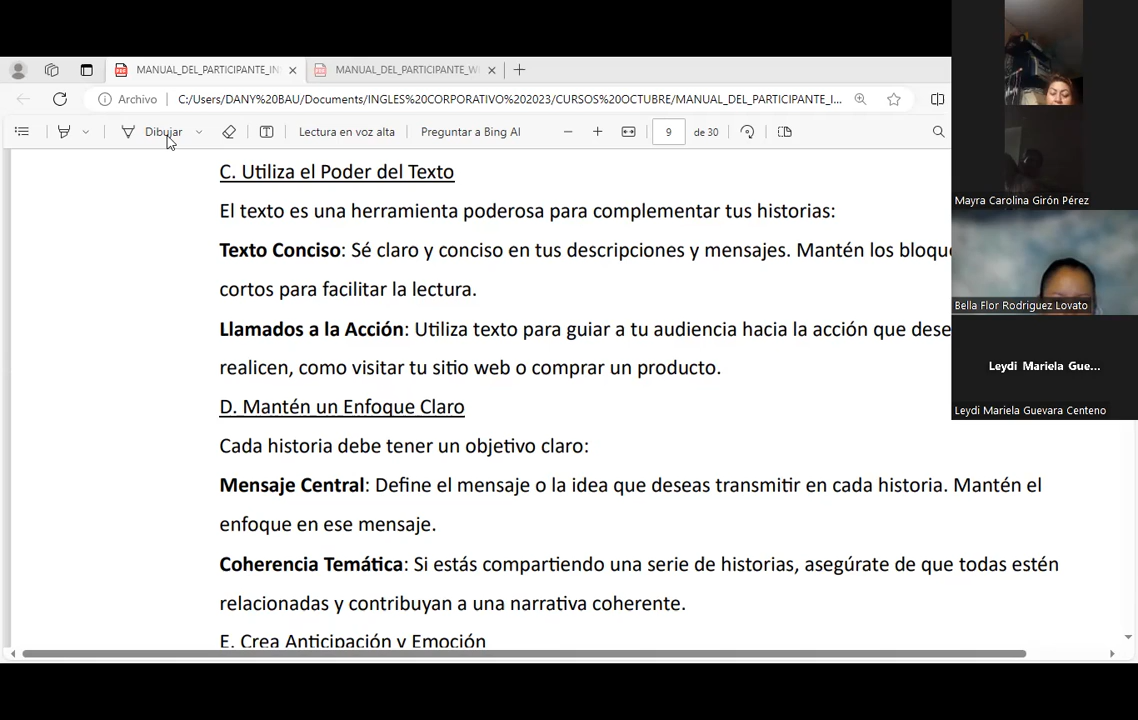 MANUAL_DEL_PARTICIPANTE_IN
MANUAL_DEL_PARTICIPANTE_WI
Archivo
C:/Users/DANY%20BAU/Documents/INGLES%20CORPORATIVO%202023/CURSOS%20OCTUBRE/MANUAL_DEL_PARTICIPANTE_I...
Dibujar
Lectura en voz alta
Preguntar a Bing AI
9
de 30
C. Utiliza el Poder del Texto
El texto es una herramienta poderosa para complementar tus historias:
Texto Conciso: Sé claro y conciso en tus descripciones y mensajes. Mantén los bloque
cortos para facilitar la lectura.
Llamados a la Acción: Utiliza texto para guiar a tu audiencia hacia la acción que dese
realicen, como visitar tu sitio web o comprar un producto.
D. Mantén un Enfoque Claro
Cada historia debe tener un objetivo claro:
Mensaje Central: Define el mensaje o la idea que deseas transmitir en cada historia. Mantén el
enfoque en ese mensaje.
Coherencia Temática: Si estás compartiendo una serie de historias, asegúrate de que todas estén
relacionadas y contribuyan a una narrativa coherente.
E. Crea Anticipación y Emoción
Mayra Carolina Girón Pérez
Bella Flor Rodriguez Lovato
Leydi Mariela Gue...
Leydi Mariela Guevara Centeno